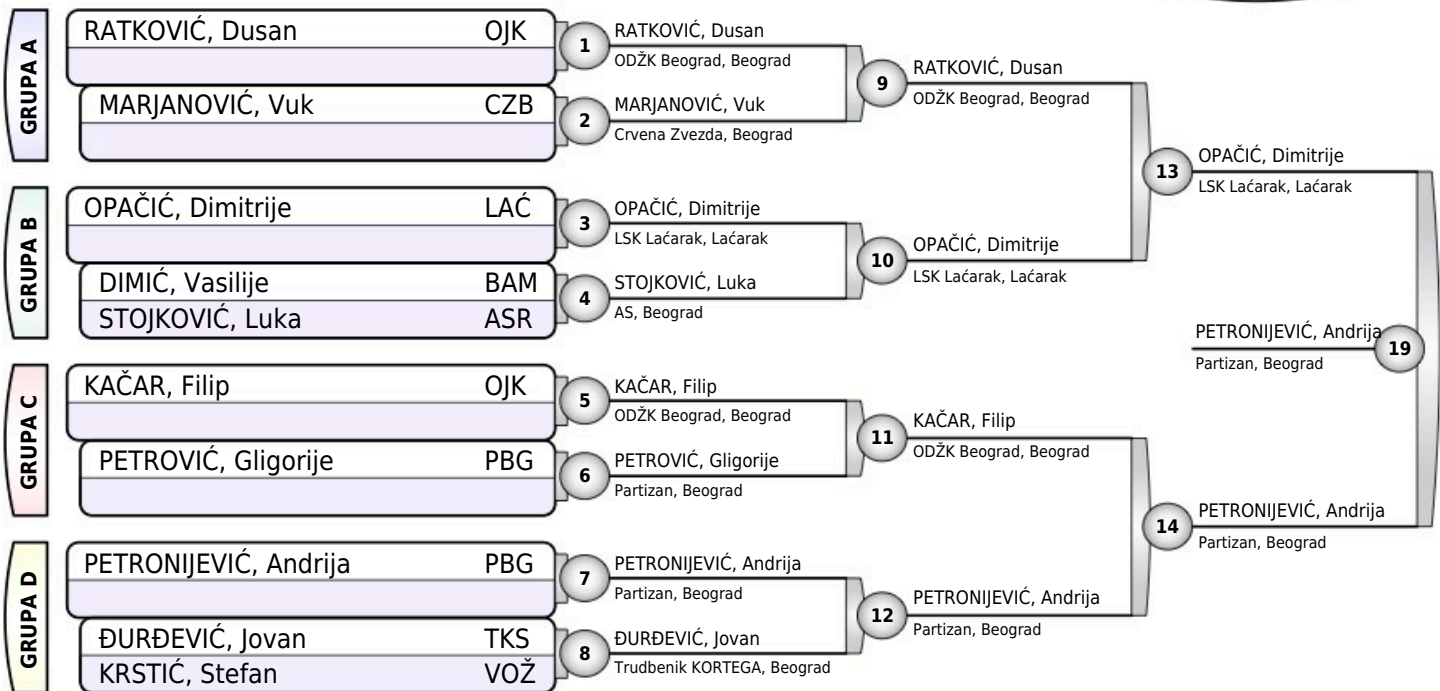 GRUPA A
RATKOVIĆ, Dusan OJK
MARJANOVIĆ, Vuk CZB
GRUPA B
OPAČIĆ, Dimitrije LAĆ
DIMIĆ, Vasilije BAM
STOJKOVIĆ, Luka ASR
GRUPA C
KAČAR, Filip OJK
PETROVIĆ, Gligorije PBG
GRUPA D
PETRONIJEVIĆ, Andrija PBG
ĐURĐEVIĆ, Jovan TKS
KRSTIĆ, Stefan VOŽ
1
RATKOVIĆ, Dusan
ODŽK Beograd, Beograd
2
MARJANOVIĆ, Vuk
Crvena Zvezda, Beograd
3
OPAČIĆ, Dimitrije
LSK Laćarak, Laćarak
4
STOJKOVIĆ, Luka
AS, Beograd
5
KAČAR, Filip
ODŽK Beograd, Beograd
6
PETROVIĆ, Gligorije
Partizan, Beograd
7
PETRONIJEVIĆ, Andrija
Partizan, Beograd
8
ĐURĐEVIĆ, Jovan
Trudbenik KORTEGA, Beograd
9
RATKOVIĆ, Dusan
ODŽK Beograd, Beograd
10
OPAČIĆ, Dimitrije
LSK Laćarak, Laćarak
11
KAČAR, Filip
ODŽK Beograd, Beograd
12
PETRONIJEVIĆ, Andrija
Partizan, Beograd
13
OPAČIĆ, Dimitrije
LSK Laćarak, Laćarak
14
PETRONIJEVIĆ, Andrija
Partizan, Beograd
PETRONIJEVIĆ, Andrija
Partizan, Beograd
19